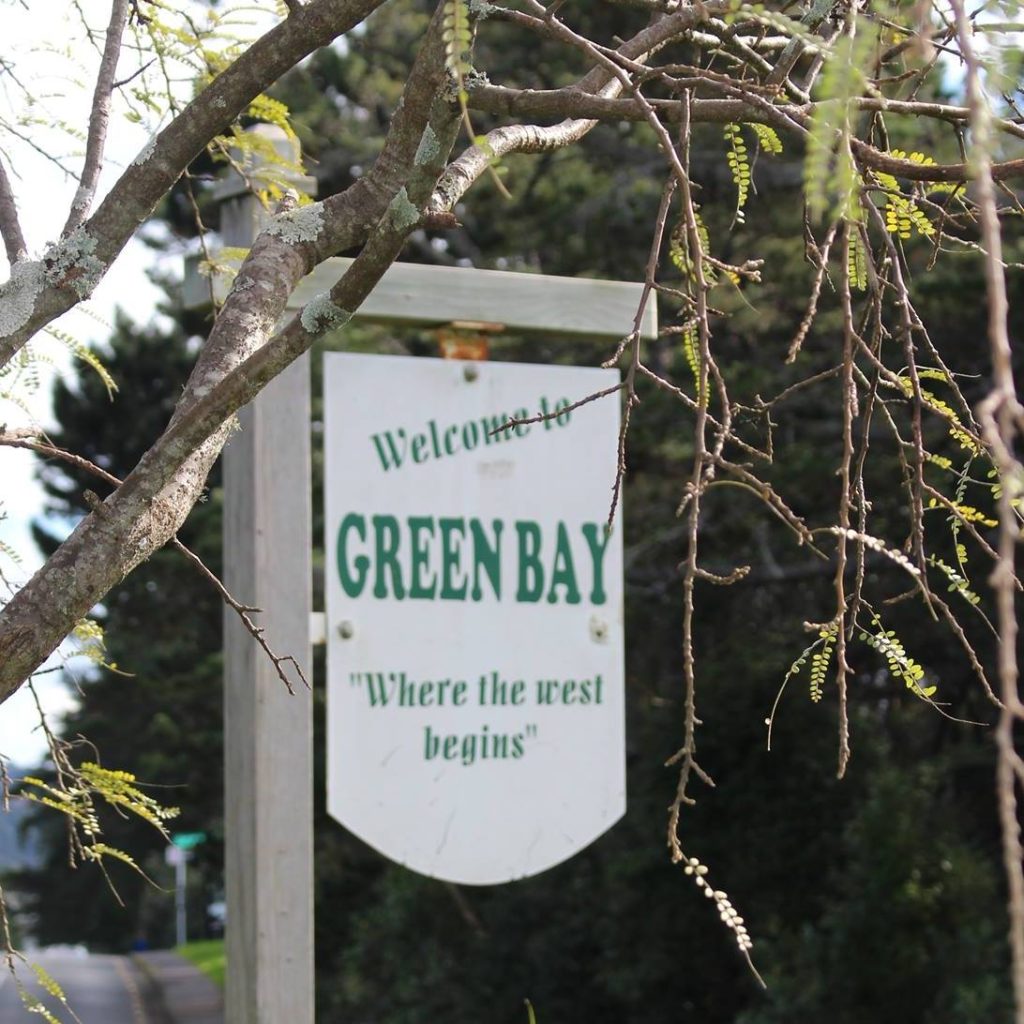 Welcome to
GREEN BAY
"Where the west
begins"